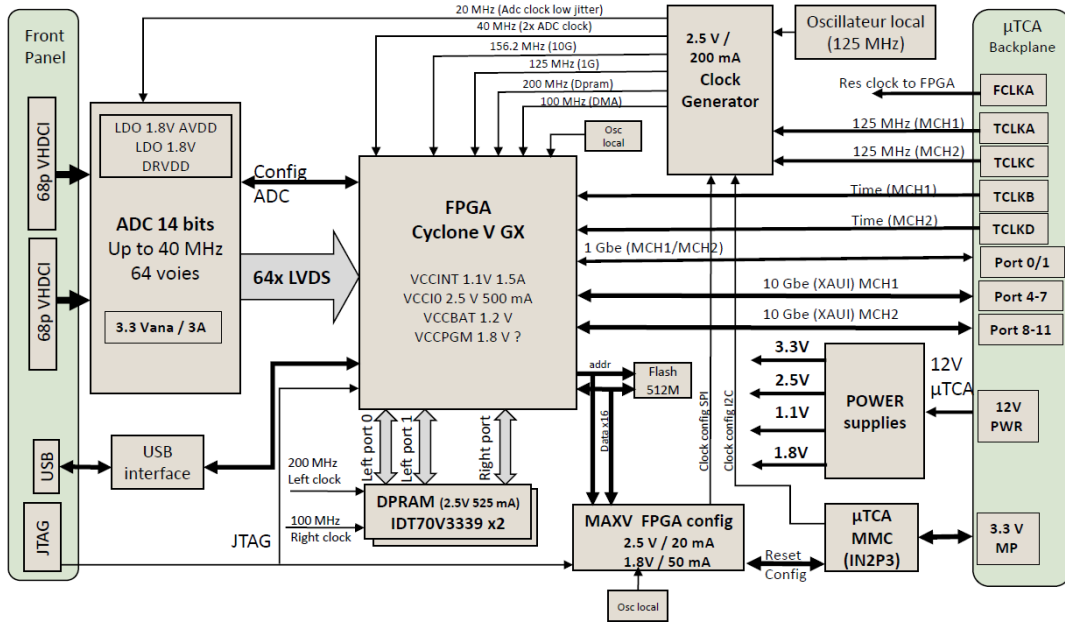 Front
Panel
68p VHDCI
68p VHDCI
USB
JTAG
LDO 1.8V AVDD
LDO 1.8V
DRVDD
ADC 14 bits
Up to 40 MHz
64 voies
3.3 Vana / 3A
Config
ADC
64x LVDS
20 MHz (Adc clock low jitter)
40 MHz (2x ADC clock)
156.2 MHz (10G)
125 MHz (1G)
200 MHz (Dpram)
100 MHz (DMA)
Osc
local
2.5 V /
200 mA
Clock
Generator
Oscillateur local
(125 MHz)
FPGA
Cyclone V GX
VCCINT 1.1V 1.5A
VCCI0 2.5 V 500 mA
VCCBAT 1.2 V
VCCPGM 1.8 V ?
Res clock to FPGA
125 MHz (MCH1)
125 MHz (MCH2)
Time (MCH1)
Time (MCH2)
1 Gbe (MCH1/MCH2)
10 Gbe (XAUI) MCH1
10 Gbe (XAUI) MCH2
µTCA
Backplane
FCLKA
TCLKA
TCLKC
TCLKB
TCLKD
Port 0/1
Port 4-7
Port 8-11
12V
PWR
3.3 V
MP
addr
Flash
512M
Data x16
Clock config SPI
Clock config I2C
3.3V
2.5V
1.1V
1.8V
POWER
supplies
12V
µTCA
USB
interface
Left port 0
Left port 1
Right port
200 MHz
Left clock
100 MHz
Right clock
DPRAM (2.5V 525 mA)
IDT70V3339 x2
JTAG
MAXV FPGA config
2.5 V / 20 mA
1.8V / 50 mA
Osc local
Reset
Config
µTCA
MMC
(IN2P3)